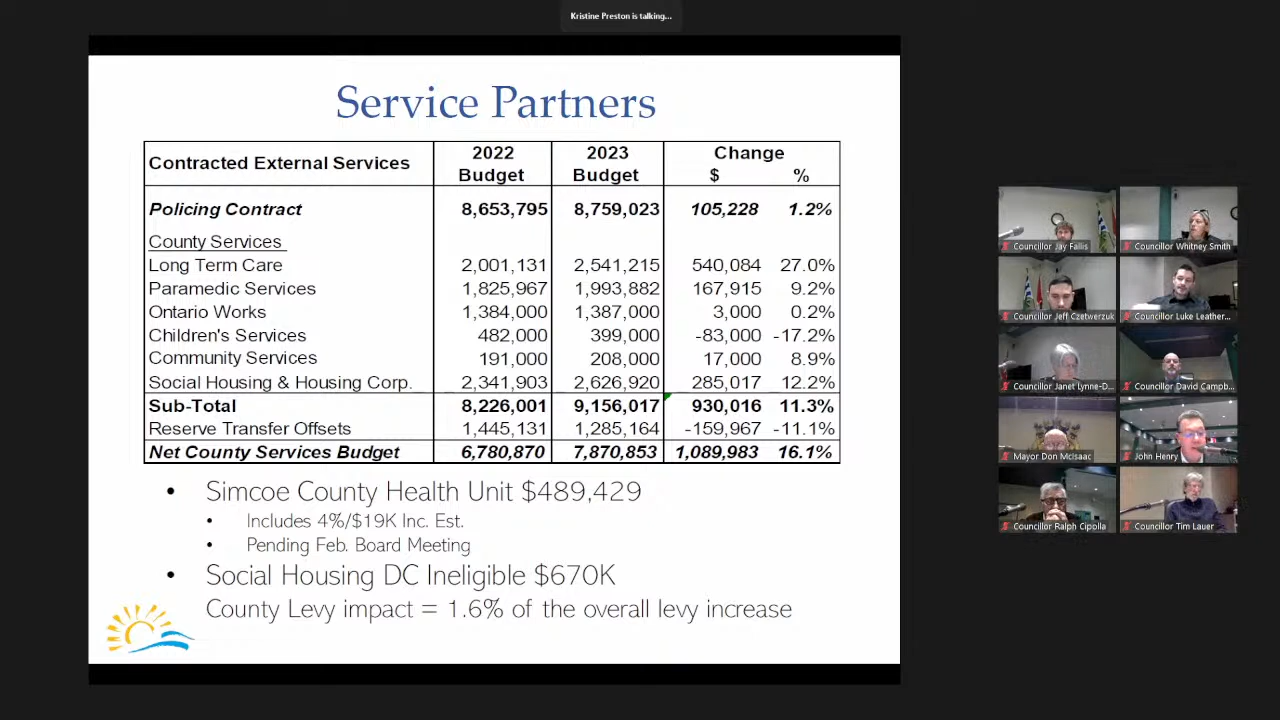 Kristine Preston is talking...
Service Partners
Contracted External Services 2022 Budget 2023 Budget Change $ %
Policing Contract 8,653,795 8,759,023 105,228 1.2%
County Services
Long Term Care 2,001,131 2,541,215 540,084 27.0%
Paramedic Services 1,825,967 1,993,882 167,915 9.2%
Ontario Works 1,384,000 1,387,000 3,000 0.2%
Children's Services 482,000 399,000 -83,000 -17.2%
Community Services 191,000 208,000 17,000 8.9%
Social Housing & Housing Corp. 2,341,903 2,626,920 285,017 12.2%
Sub-Total 8,226,001 9,156,017 930,016 11.3%
Reserve Transfer Offsets 1,445,131 1,285,164 -159,967 -11.1%
Net County Services Budget 6,780,870 7,870,853 1,089,983 16.1%
• Simcoe County Health Unit $489,429
• Includes 4%/$19K Inc. Est.
• Pending Feb. Board Meeting
• Social Housing DC Ineligible $670K
County Levy impact = 1.6% of the overall levy increase
Councillor Jay Fallis
Councillor Whitney Smith
Councillor Jeff Czetwerzuk
Councillor Luke Leather...
Councillor Janet Lynne-D...
Councillor David Campb...
Mayor Don McIsaac
John Henry
Councillor Ralph Cipolla
Councillor Tim Lauer